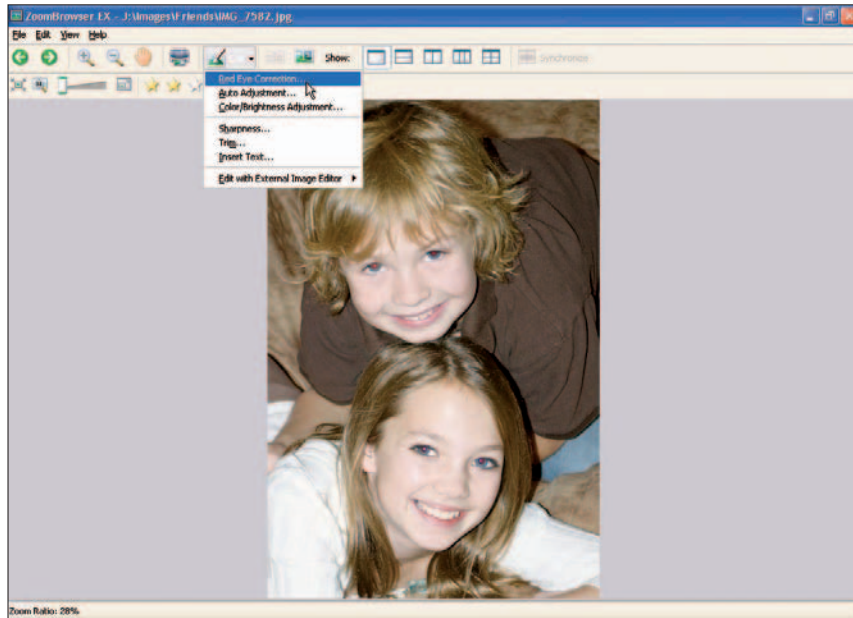 ZoomBrowser EX - J:\Images\Friends\IMG_7582.jpg
File Edit View Help
Show:
Synchronize
Red Eye Correction...
Auto Adjustment...
Color/Brightness Adjustment...
Sharpness...
Trim...
Insert Text...
Edit with External Image Editor
Zoom Ratio: 28%